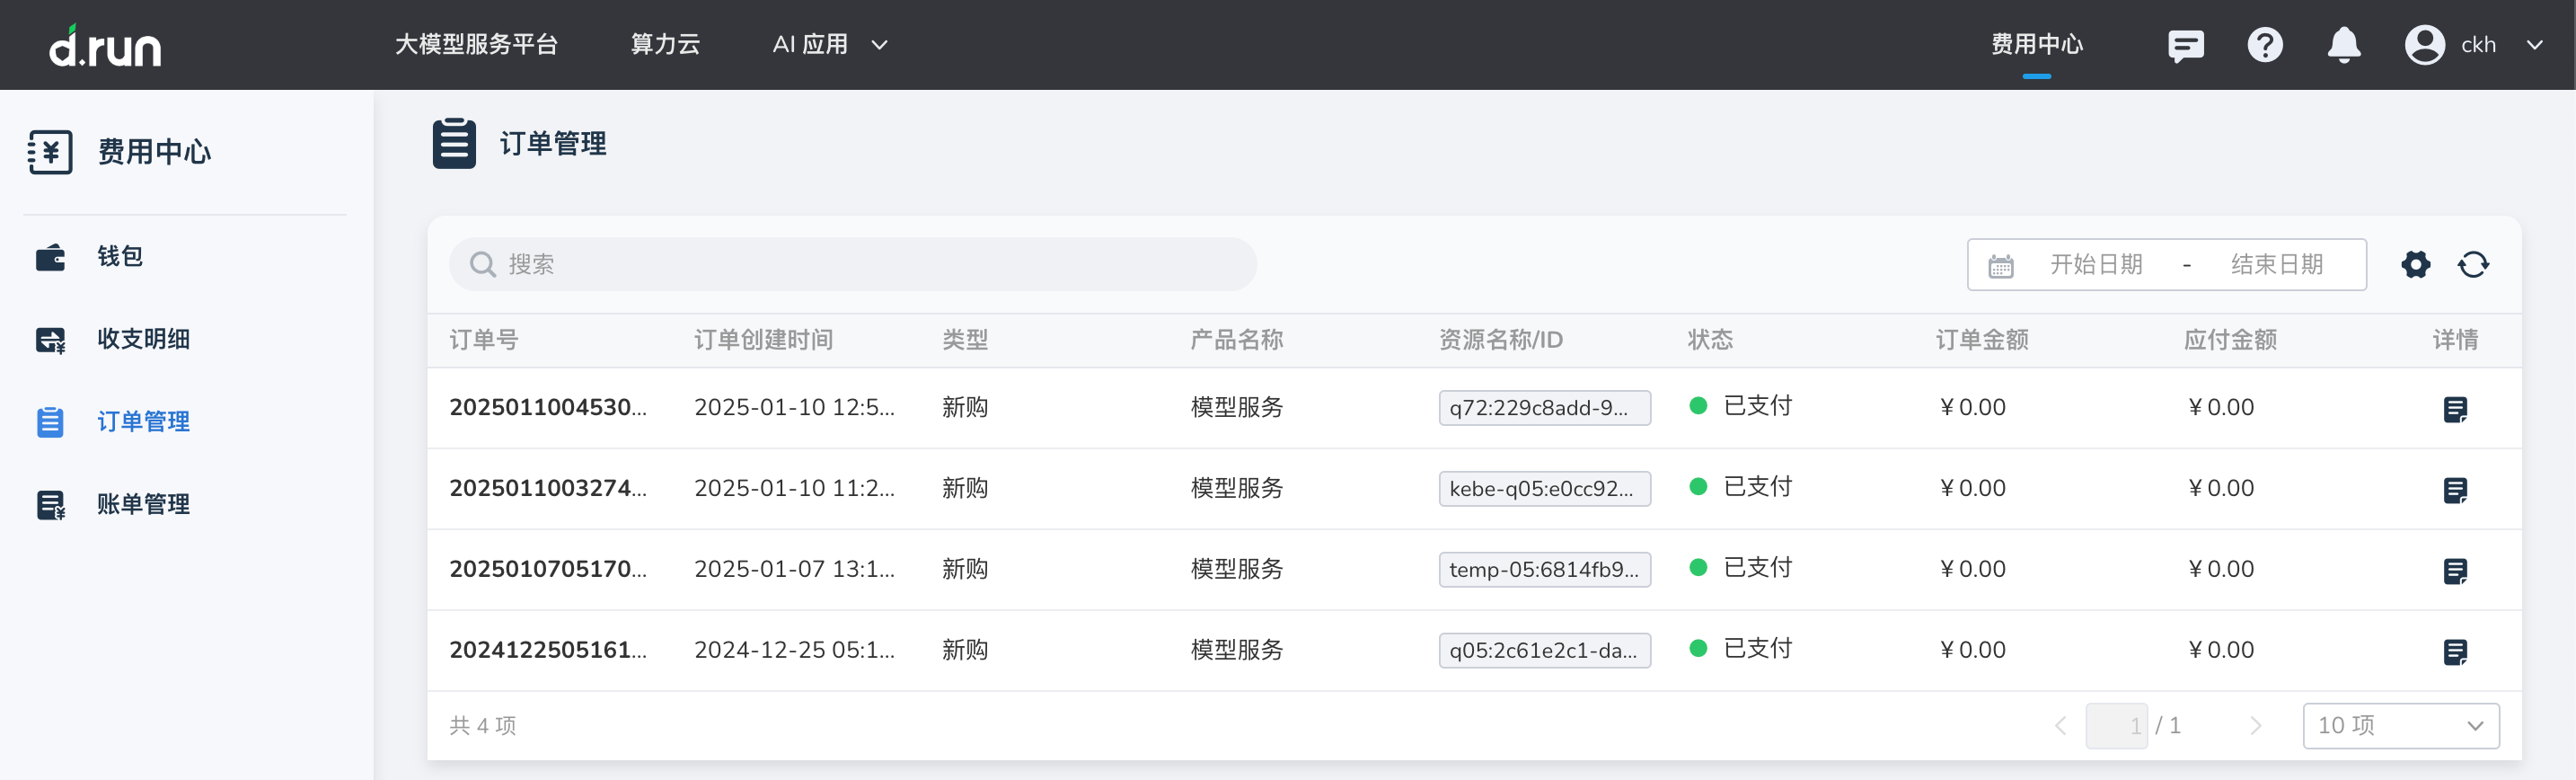 d.run 大模型服务平台 算力云 AI 应用 费用中心 ckh
费用中心
钱包
收支明细
订单管理
账单管理
订单管理
搜索 开始日期 - 结束日期
订单号 订单创建时间 类型 产品名称 资源名称/ID 状态 订单金额 应付金额 详情
2025011004530... 2025-01-10 12:5... 新购 模型服务 q72:229c8add-9... 已支付 ¥0.00 ¥0.00
2025011003274... 2025-01-10 11:2... 新购 模型服务 kebe-q05:e0cc92... 已支付 ¥0.00 ¥0.00
2025010705170... 2025-01-07 13:1... 新购 模型服务 temp-05:6814fb9... 已支付 ¥0.00 ¥0.00
2024122505161... 2024-12-25 05:1... 新购 模型服务 q05:2c61e2c1-da... 已支付 ¥0.00 ¥0.00
共 4 项 1 / 1 10 项